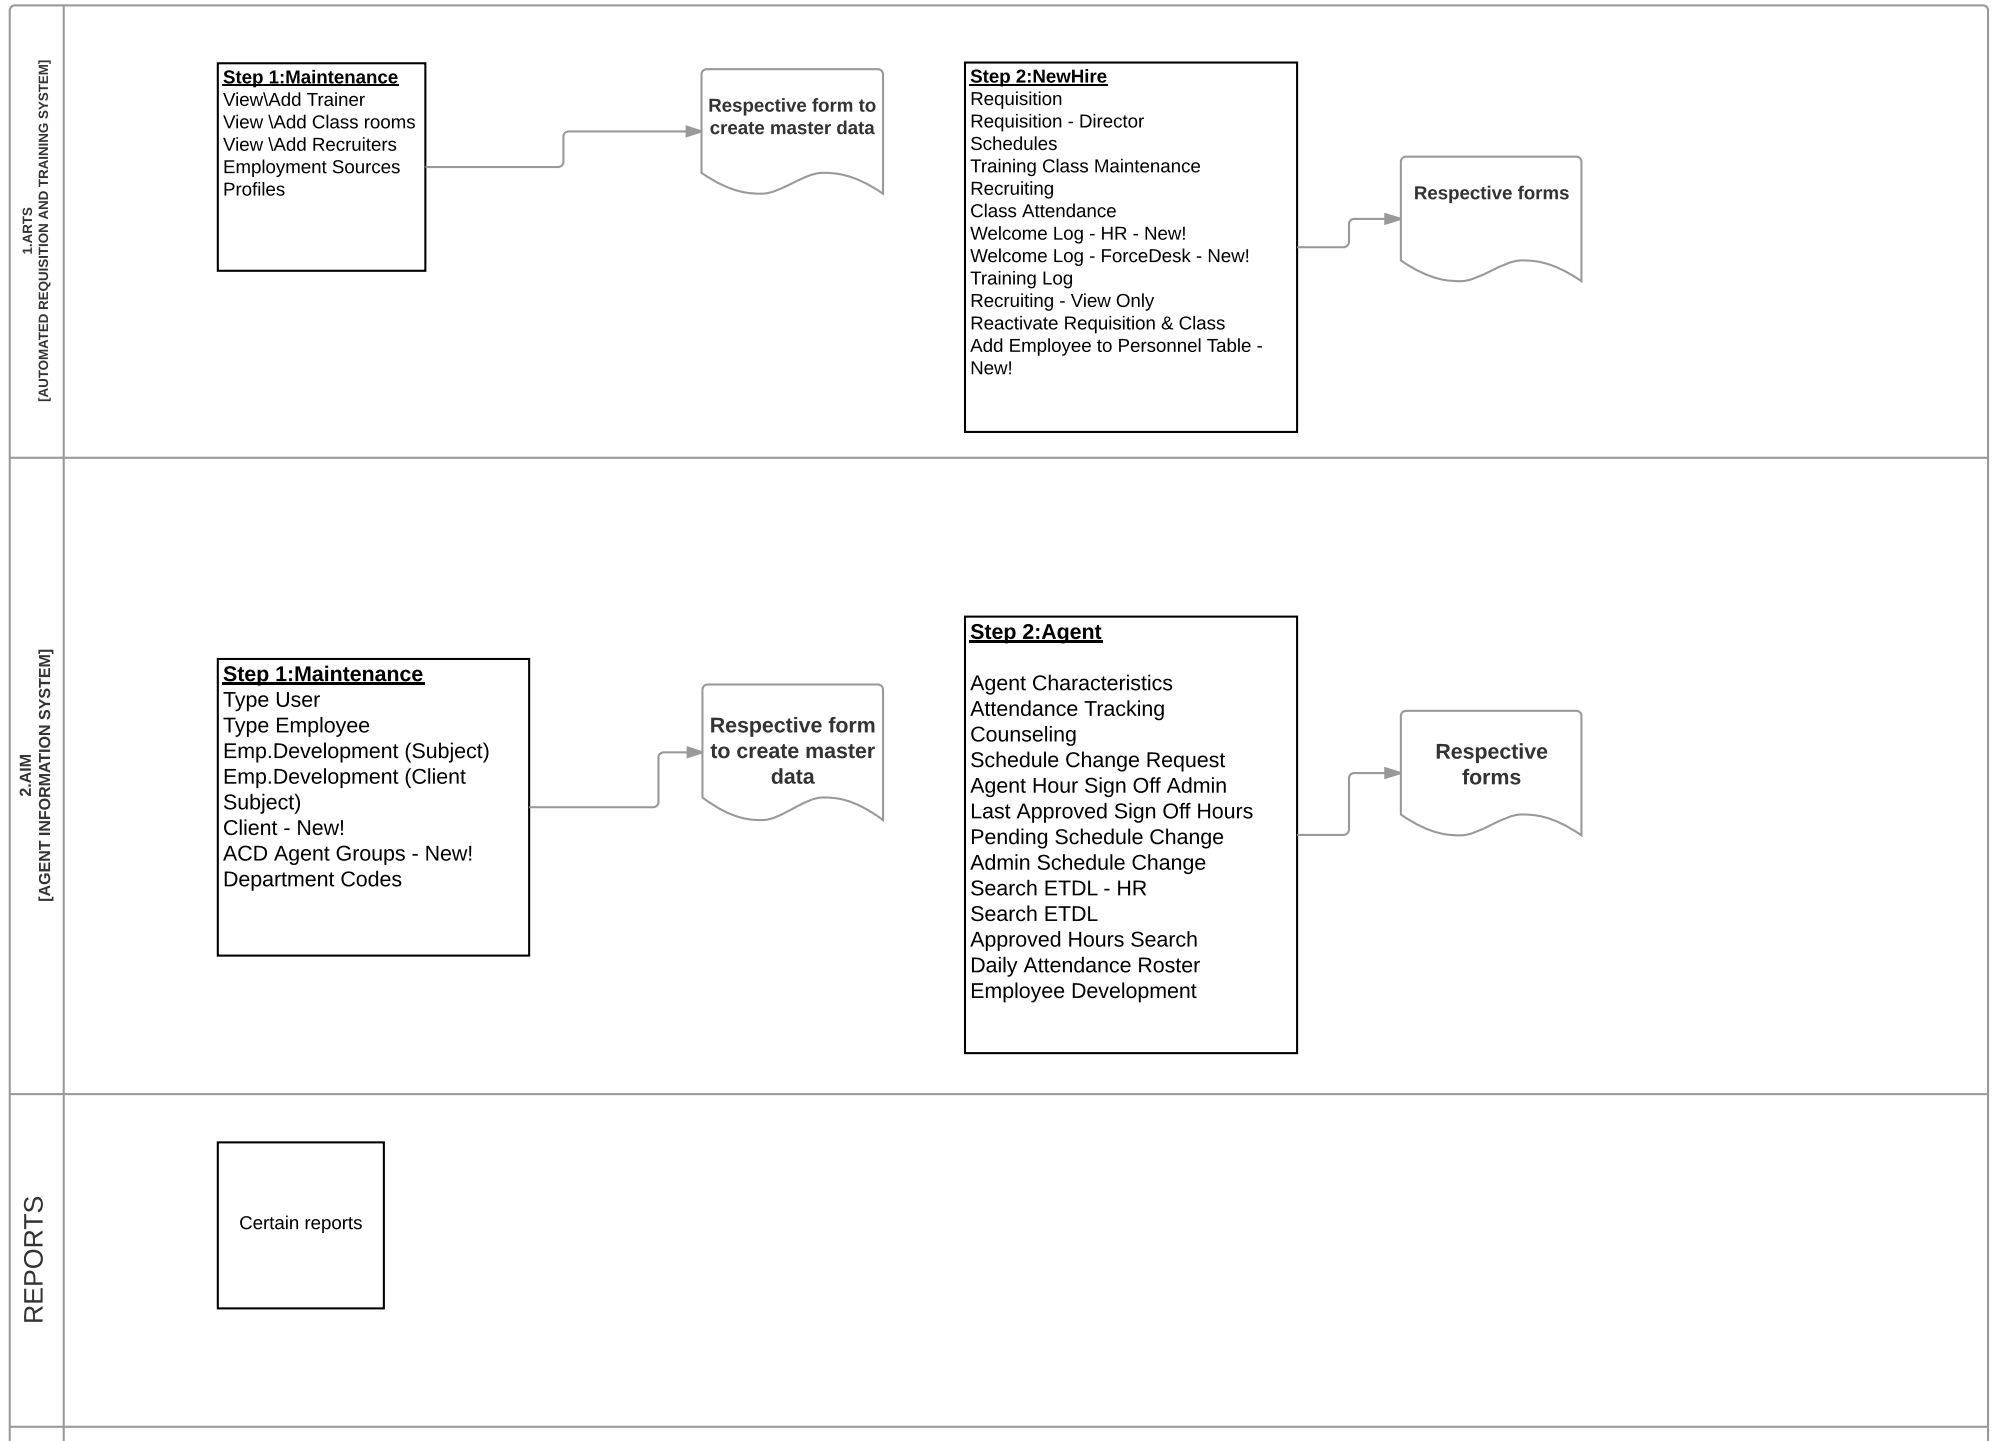 1.ARTS
[AUTOMATED REQUISITION AND TRAINING SYSTEM]
Step 1:Maintenance
View\Add Trainer
View \Add Class rooms
View \Add Recruiters
Employment Sources
Profiles
Respective form to
create master data
Step 2:NewHire
Requisition
Requisition - Director
Schedules
Training Class Maintenance
Recruiting
Class Attendance
Welcome Log - HR - New!
Welcome Log - ForceDesk - New!
Training Log
Recruiting - View Only
Reactivate Requisition & Class
Add Employee to Personnel Table -
New!
Respective forms
2.AIM
[AGENT INFORMATION SYSTEM]
Step 1:Maintenance
Type User
Type Employee
Emp.Development (Subject)
Emp.Development (Client
Subject)
Client - New!
ACD Agent Groups - New!
Department Codes
Respective form
to create master
data
Step 2:Agent
Agent Characteristics
Attendance Tracking
Counseling
Schedule Change Request
Agent Hour Sign Off Admin
Last Approved Sign Off Hours
Pending Schedule Change
Admin Schedule Change
Search ETDL - HR
Search ETDL
Approved Hours Search
Daily Attendance Roster
Employee Development
Respective
forms
REPORTS
Certain reports